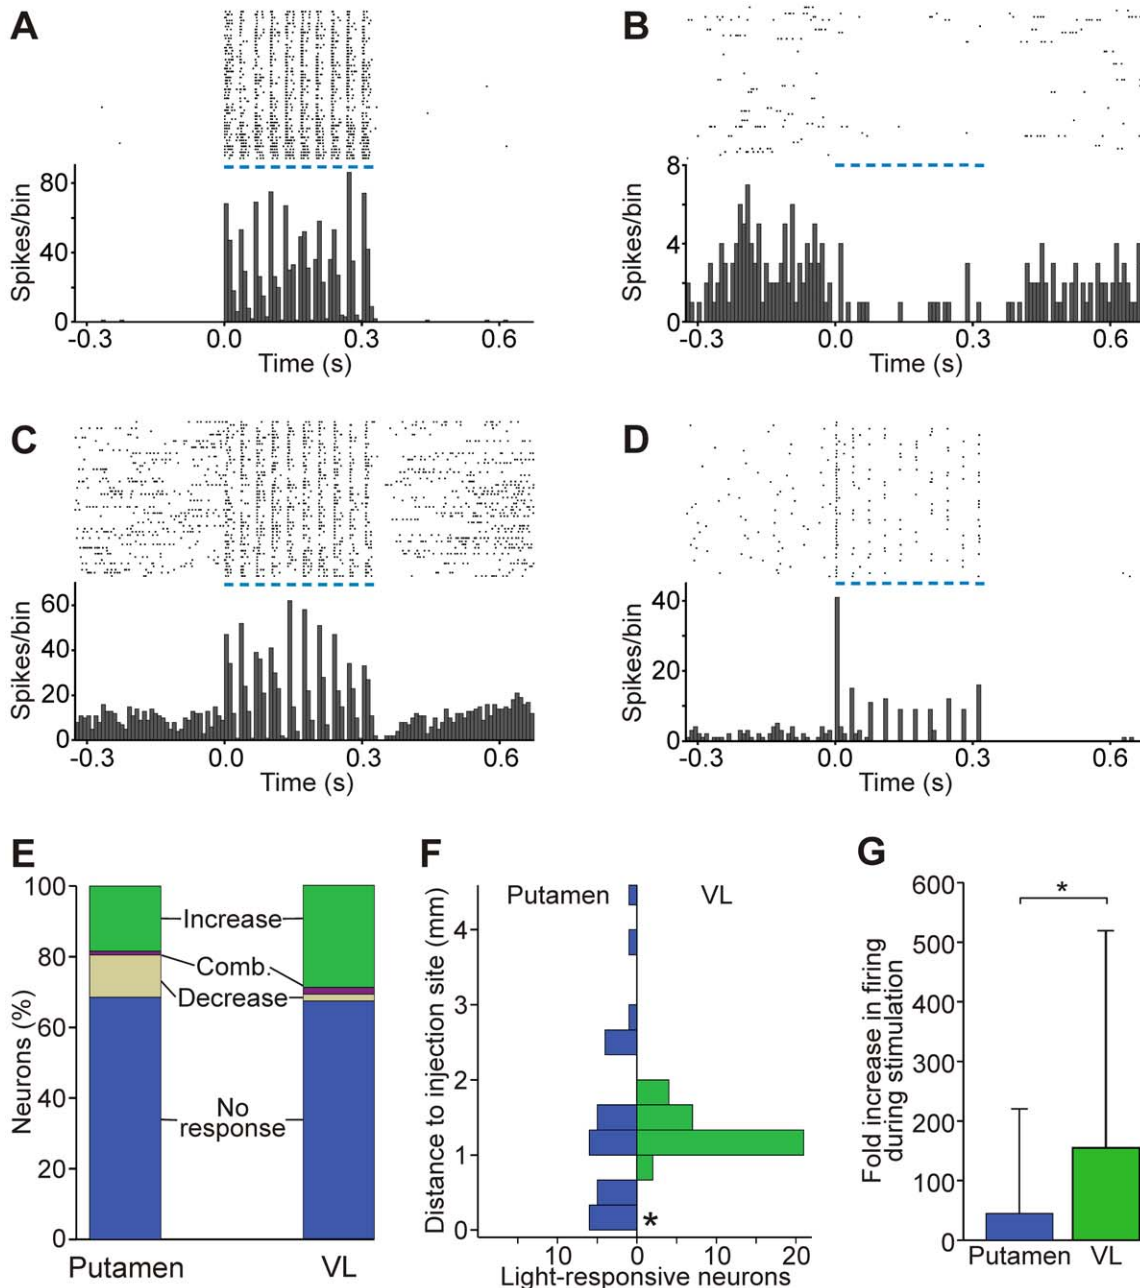 A
80
40
0
Spikes/bin
-0.3
0.0
0.3
0.6
Time (s)
B
8
4
0
Spikes/bin
-0.3
0.0
0.3
0.6
Time (s)
C
60
40
20
0
Spikes/bin
-0.3
0.0
0.3
0.6
Time (s)
D
40
20
0
Spikes/bin
-0.3
0.0
0.3
0.6
Time (s)
E
100
80
60
40
20
0
Neurons (%)
Increase
Comb.
Decrease
No
response
Putamen
VL
F
Putamen
VL
4
3
2
1
0
Distance to injection site (mm)
*
10
0
10
20
Light-responsive neurons
G
600
500
400
300
200
100
0
Fold increase in firing
during stimulation
*
Putamen
VL